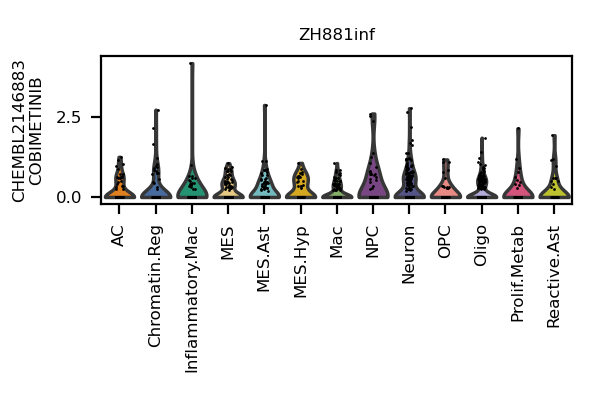 ZH881inf
CHEMBL2146883
COBIMETINIB
2.5
0.0
AC
Chromatin.Reg
Inflammatory.Mac
MES
MES.Ast
MES.Hyp
Mac
NPC
Neuron
OPC
Oligo
Prolif.Metab
Reactive.Ast